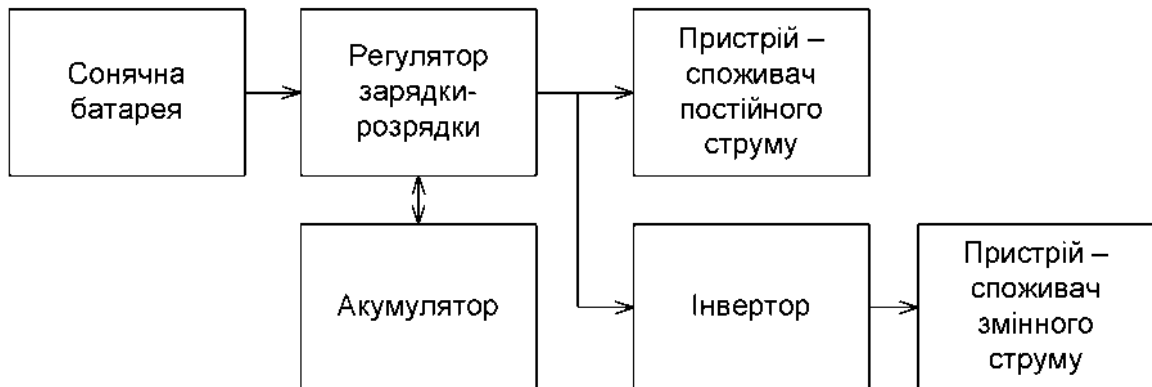 Сонячна
батарея
Регулятор
зарядки-
розрядки
Пристрій –
споживач
постійного
струму
Акумулятор
Інвертор
Пристрій –
споживач
змінного
струму